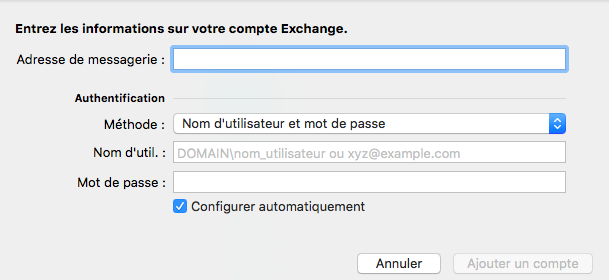 Entrez les informations sur votre compte Exchange.
Adresse de messagerie :
Authentification
Méthode : Nom d'utilisateur et mot de passe
Nom d'util. : DOMAIN\nom_utilisateur ou xyz@example.com
Mot de passe :
Configurer automatiquement
Annuler Ajouter un compte